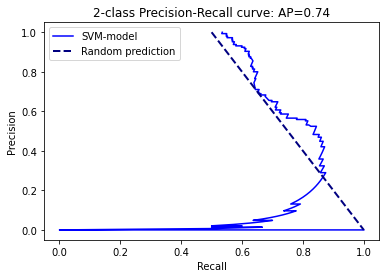 2-class Precision-Recall curve: AP=0.74
SVM-model
Random prediction
Precision
1.0
0.8
0.6
0.4
0.2
0.0
0.0 0.2 0.4 0.6 0.8 1.0
Recall